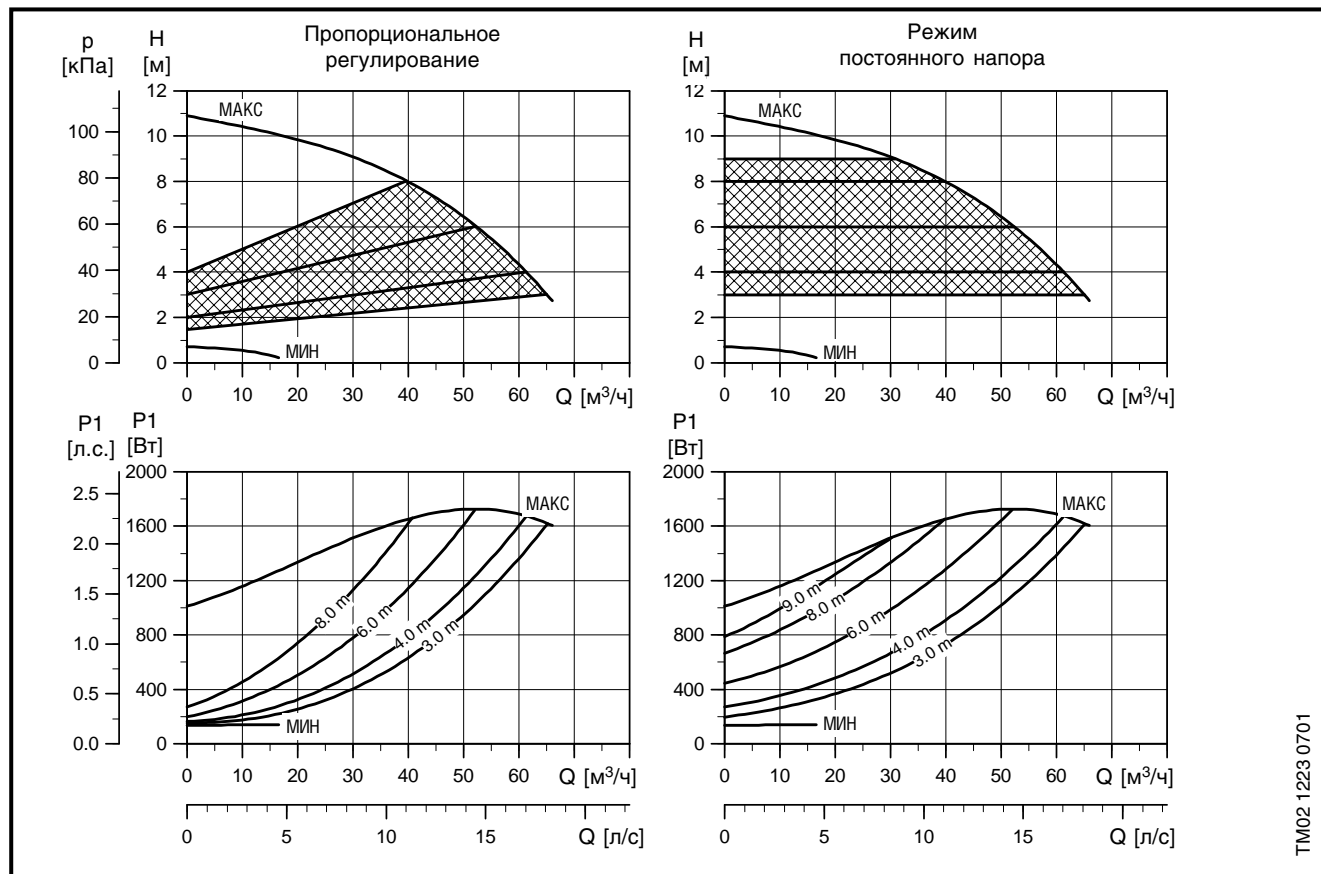 Пропорциональное
регулирование
p
[кПа]
H
[м]
12
10
8
6
4
2
0
100
80
60
40
20
0
МАКС
МИН
0 10 20 30 40 50 60 Q [м³/ч]
Режим
постоянного напора
H
[м]
12
10
8
6
4
2
0
МАКС
МИН
0 10 20 30 40 50 60 Q [м³/ч]
P1
[л.с.]
P1
[Вт]
2.5
2.0
1.5
1.0
0.5
0.0
2000
1600
1200
800
400
0
МАКС
8.0 m
6.0 m
4.0 m
3.0 m
МИН
0 10 20 30 40 50 60 Q [м³/ч]
0 5 10 15 Q [л/с]
P1
[Вт]
2000
1600
1200
800
400
0
МАКС
9.0 m
8.0 m
6.0 m
4.0 m
3.0 m
МИН
0 10 20 30 40 50 60 Q [м³/ч]
0 5 10 15 Q [л/с]
TM02 1223 0701